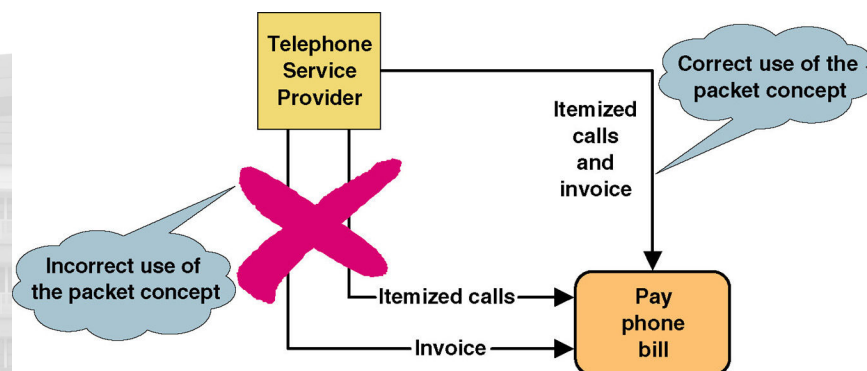 Telephone
Service
Provider
Correct use of the
packet concept
Itemized
calls
and
invoice
Incorrect use of
the packet concept
Itemized calls
Invoice
Pay
phone
bill